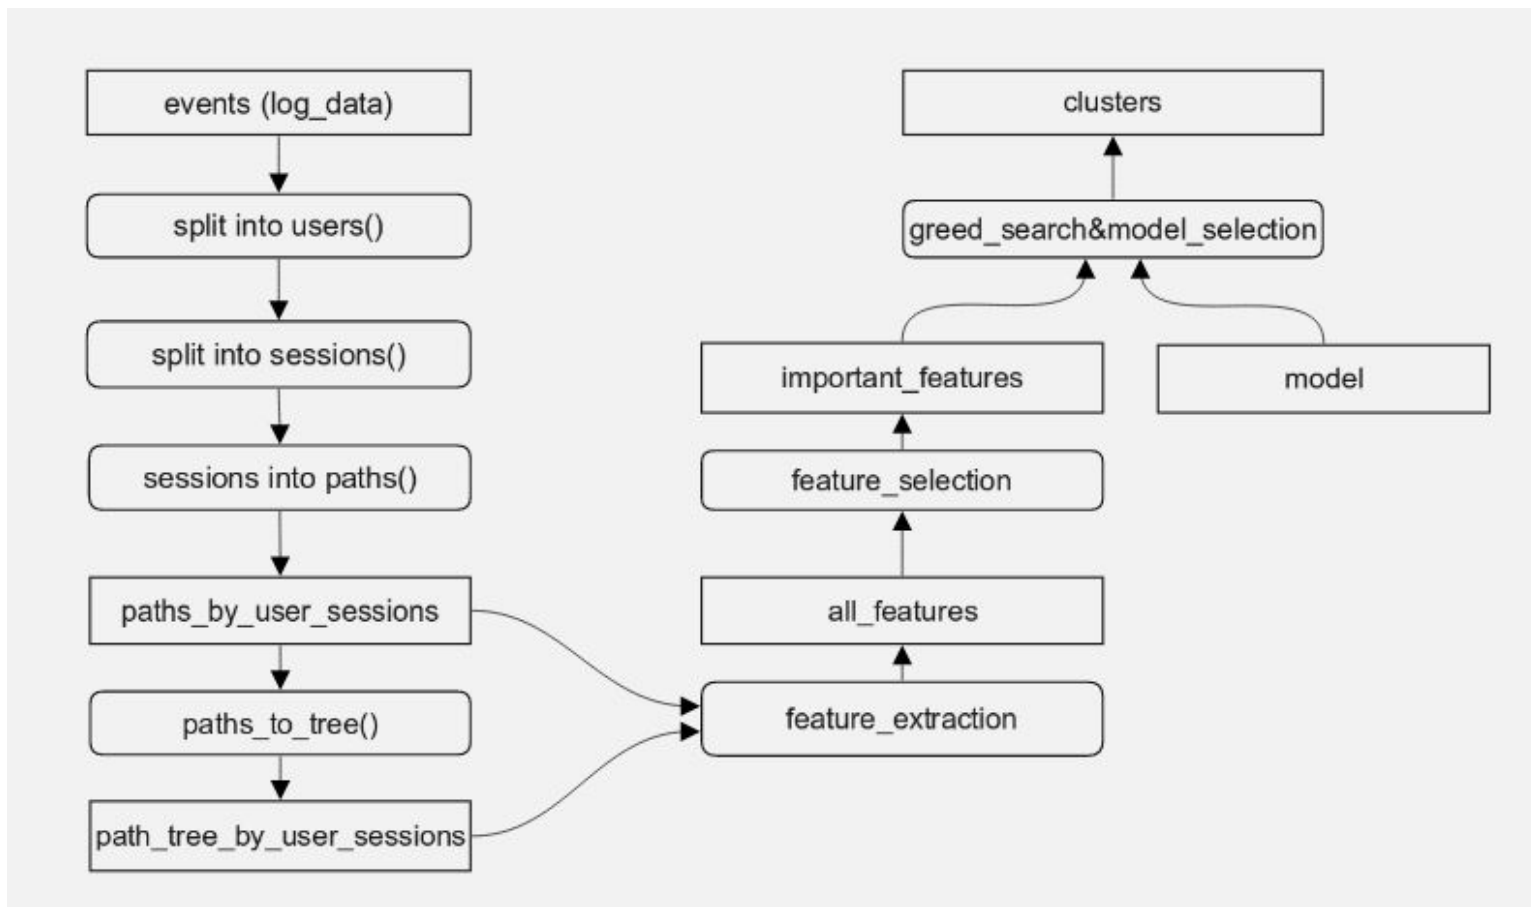 events (log_data)
split into users()
split into sessions()
sessions into paths()
paths_by_user_sessions
paths_to_tree()
path_tree_by_user_sessions
clusters
greed_search&model_selection
important_features
model
feature_selection
all_features
feature_extraction